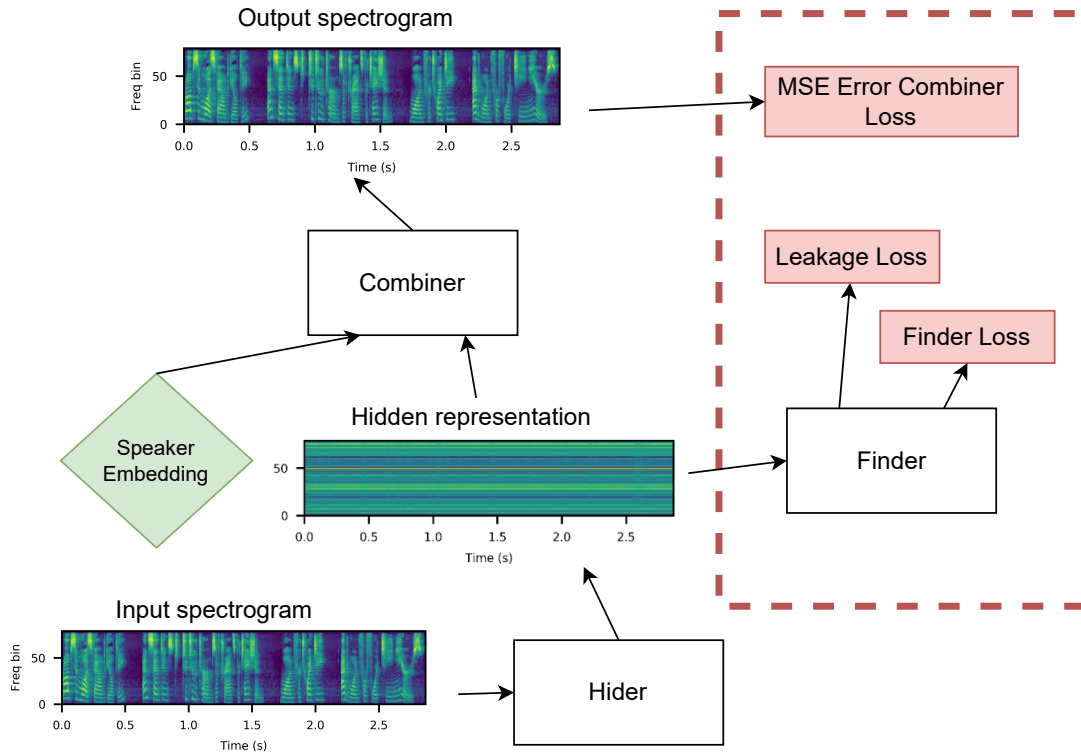 Output spectrogram
Freq bin
50
0
0.0 0.5 1.0 1.5 2.0 2.5
Time (s)
MSE Error Combiner
Loss
Combiner
Leakage Loss
Finder Loss
Speaker
Embedding
Hidden representation
50
0
0.0 0.5 1.0 1.5 2.0 2.5
Time (s)
Finder
Input spectrogram
Freq bin
50
0
0.0 0.5 1.0 1.5 2.0 2.5
Time (s)
Hider